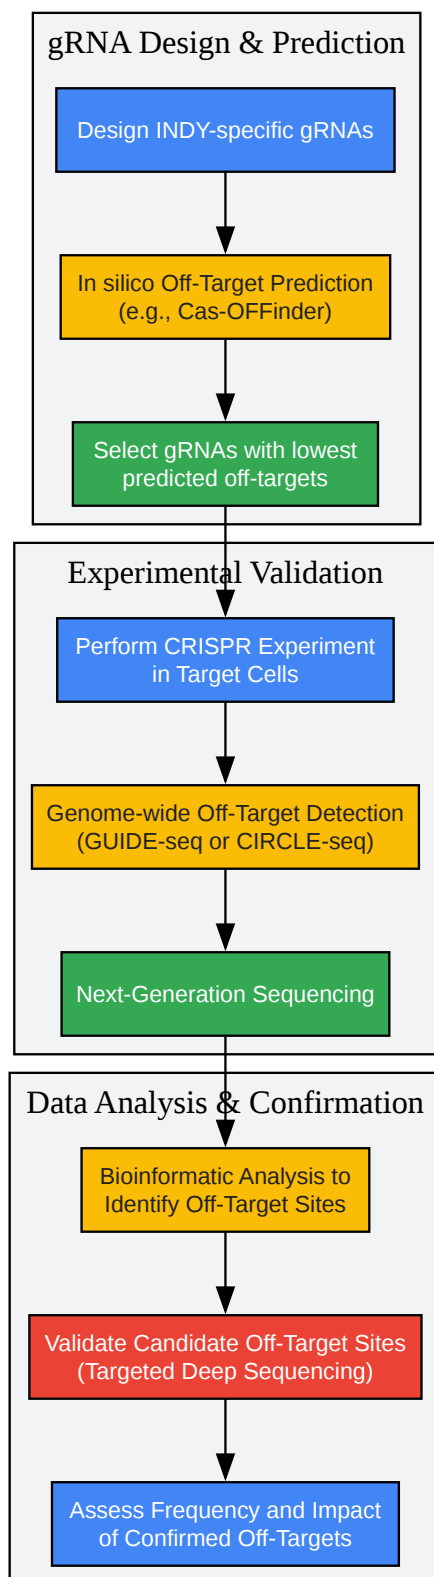 gRNA Design & Prediction
Design INDY-specific gRNAs
In silico Off-Target Prediction
(e.g., Cas-OFFinder)
Select gRNAs with lowest
predicted off-targets
Experimental Validation
Perform CRISPR Experiment
in Target Cells
Genome-wide Off-Target Detection
(GUIDE-seq or CIRCLE-seq)
Next-Generation Sequencing
Data Analysis & Confirmation
Bioinformatic Analysis to
Identify Off-Target Sites
Validate Candidate Off-Target Sites
(Targeted Deep Sequencing)
Assess Frequency and Impact
of Confirmed Off-Targets